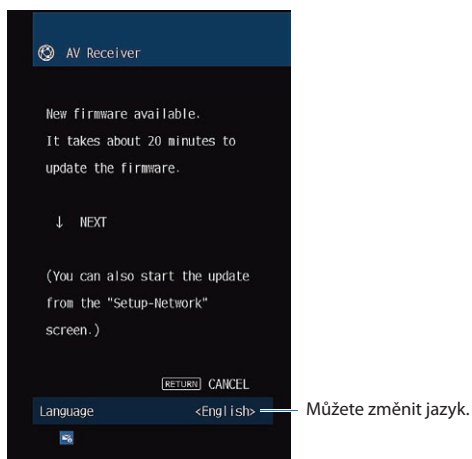 AV Receiver
New firmware available.
It takes about 20 minutes to
update the firmware.
↓ NEXT
(You can also start the update
from the "Setup-Network"
screen.)
RETURN CANCEL
Language <English>
Můžete změnit jazyk.